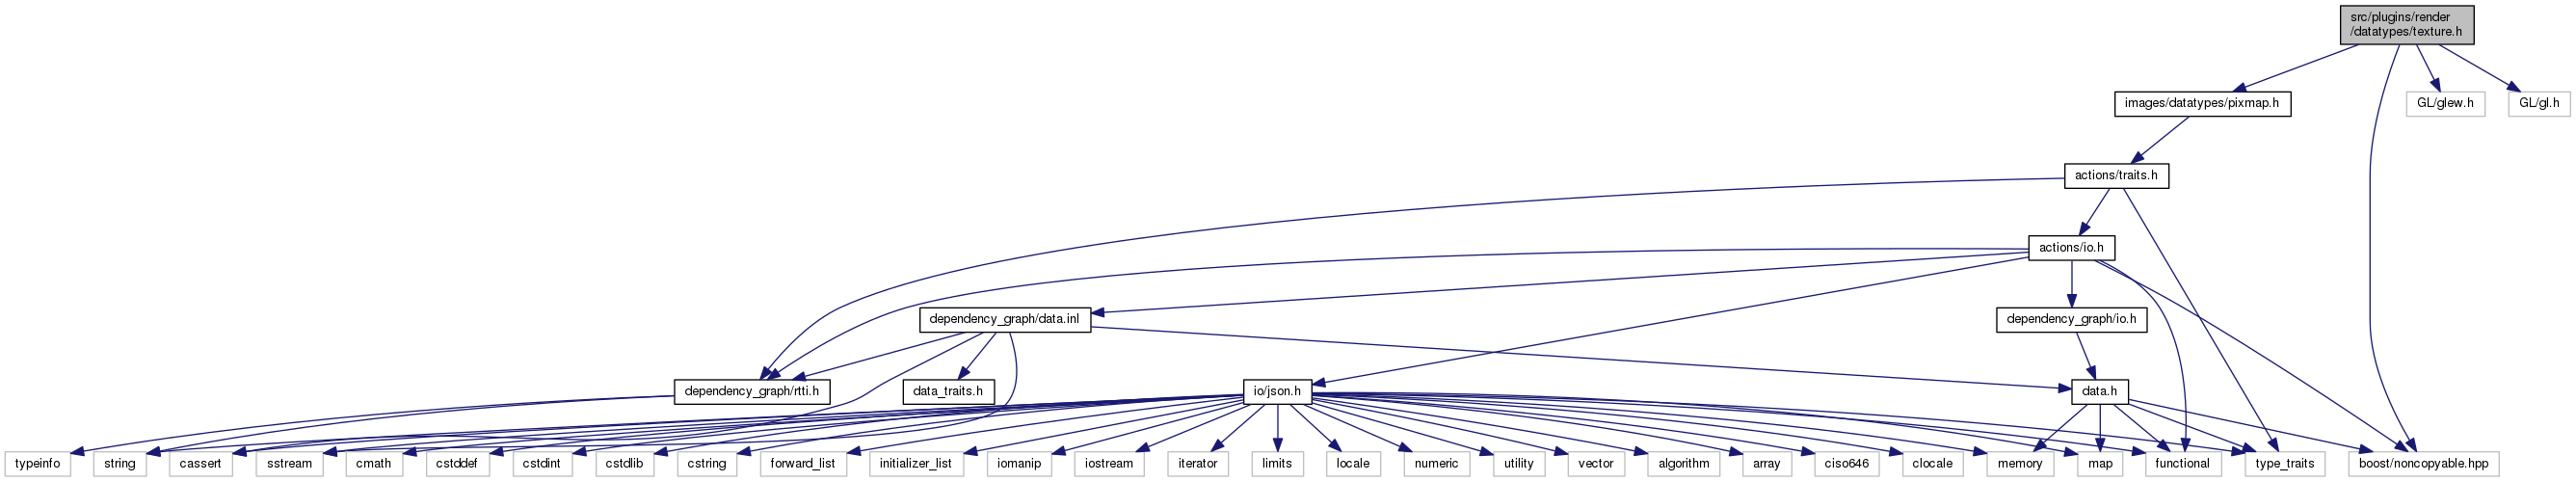 src/plugins/render
/datatypes/texture.h
images/datatypes/pixmap.h
GL/glew.h
GL/gl.h
actions/traits.h
actions/io.h
dependency_graph/data.inl
dependency_graph/io.h
dependency_graph/rtti.h
data_traits.h
io/json.h
data.h
typeinfo
string
cassert
sstream
cmath
cstddef
cstdint
cstdlib
cstring
forward_list
initializer_list
iomanip
iostream
iterator
limits
locale
numeric
utility
vector
algorithm
array
ciso646
clocale
memory
map
functional
type_traits
boost/noncopyable.hpp